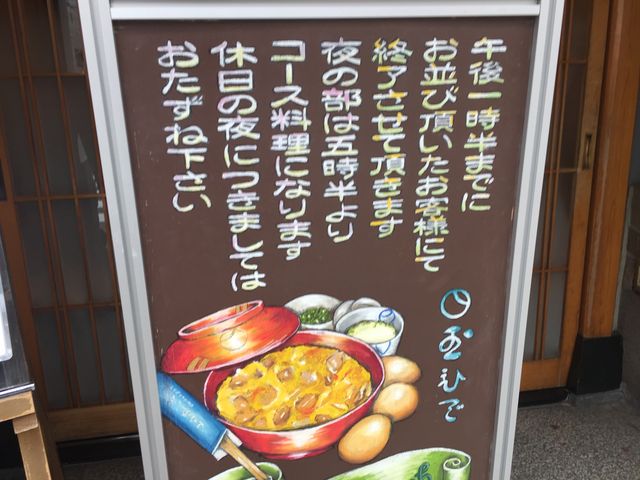 午後一時半までに
お並び頂いたお客様にて
終了させて頂きます
夜の部は五時半より
コース料理になります
休日の夜につきましては
おたずね下さい